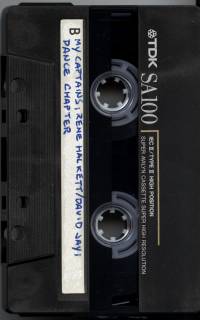 B MY CAPTAINS; RENE HALKETT/DAVID JAY;
DANCE CHAPTER
TDK SA100
IEC II/TYPE II HIGH POSITION
SUPER AVILYN CASSETTE SUPER HIGH RESOLUTION